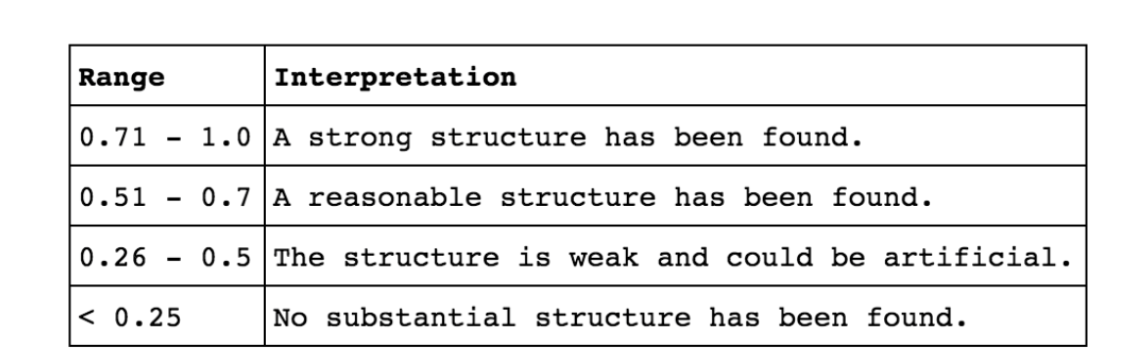 Range Interpretation
0.71 - 1.0 A strong structure has been found.
0.51 - 0.7 A reasonable structure has been found.
0.26 - 0.5 The structure is weak and could be artificial.
< 0.25 No substantial structure has been found.